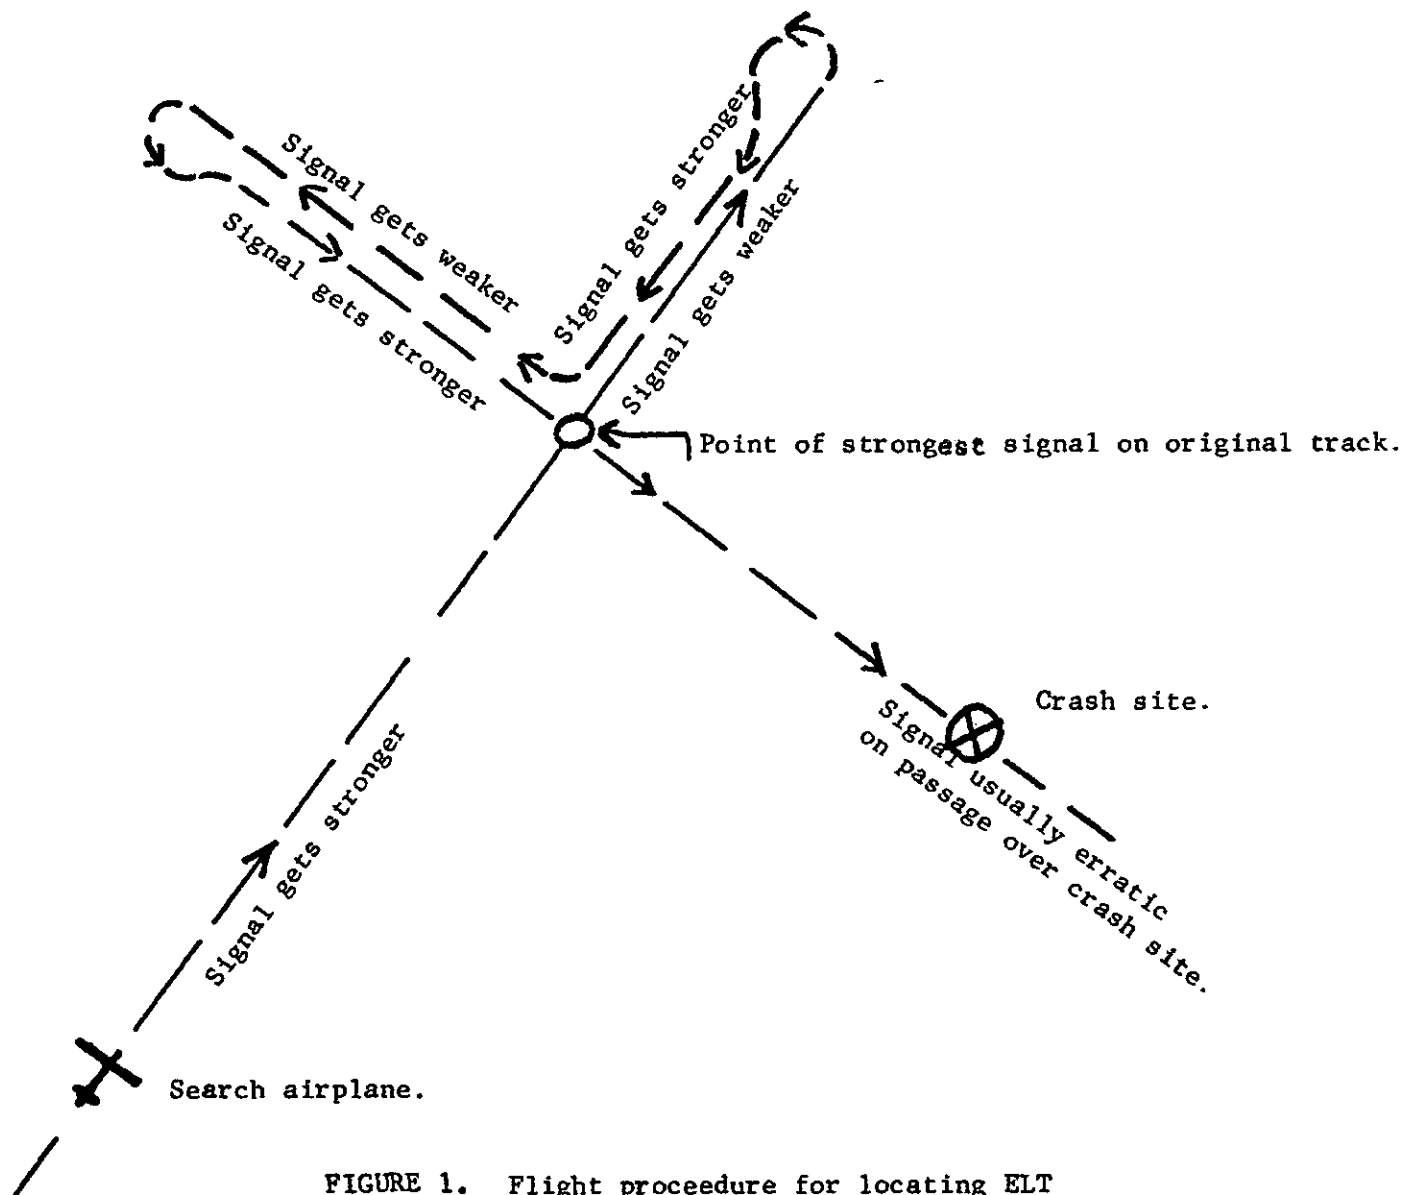 Signal gets stronger
Signal gets weaker
Signal gets weaker
Signal gets stronger
Point of strongest signal on original track.
Crash site.
Signal usually erratic
on passage over crash site.
Signal gets stronger
Search airplane.
FIGURE 1. Flight proceedure for locating ELT